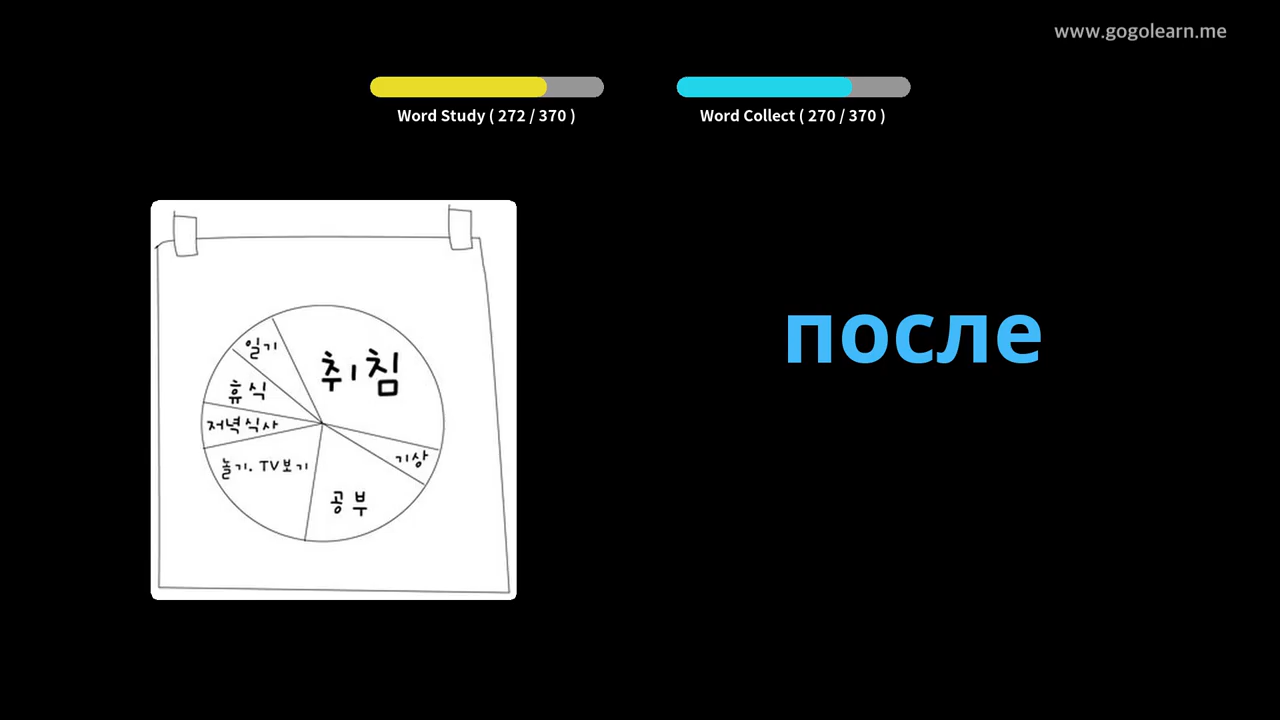 www.gogolearn.me
Word Study ( 272 / 370 )
Word Collect ( 270 / 370 )
일기
취침
휴식
저녁식사
놀기. TV보기
기상
공부
после